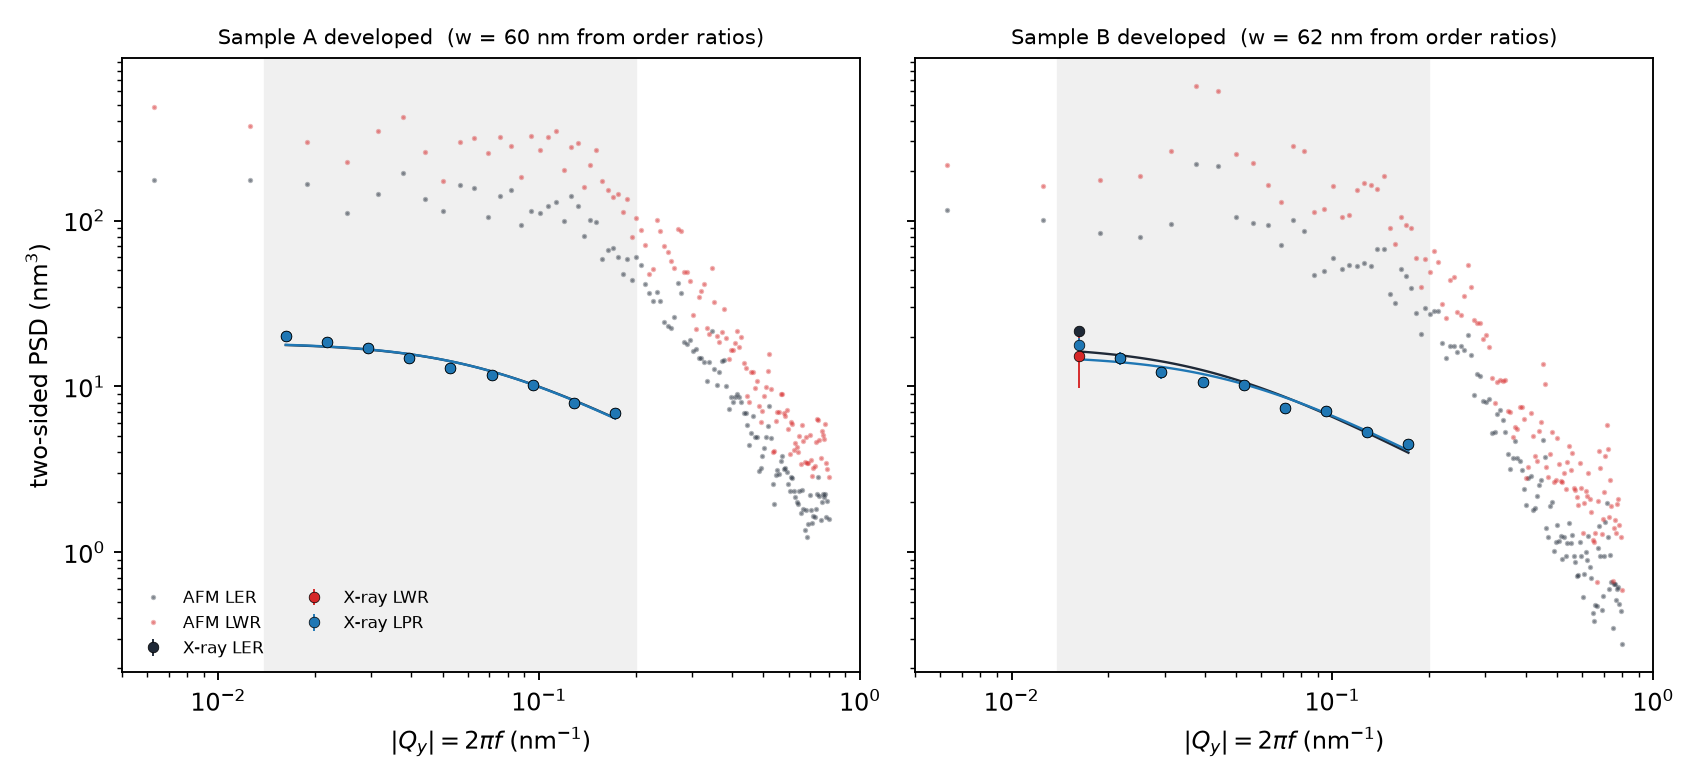 Sample A developed (w = 60 nm from order ratios)
Sample B developed (w = 62 nm from order ratios)
two-sided PSD (nm³)
10²
10¹
10⁰
AFM LER
AFM LWR
X-ray LER
X-ray LWR
X-ray LPR
10⁻² 10⁻¹ 10⁰
10⁻² 10⁻¹ 10⁰
|Q_y| = 2πf (nm⁻¹)
|Q_y| = 2πf (nm⁻¹)